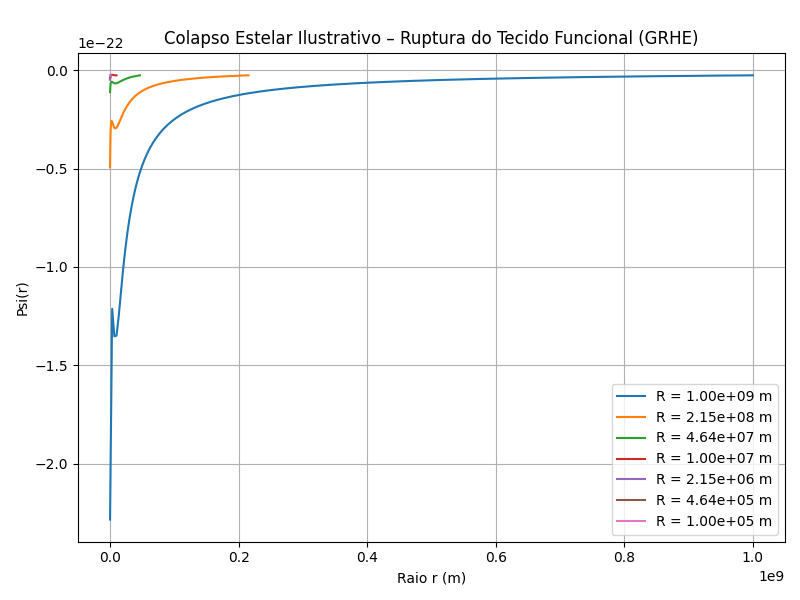 Colapso Estelar Ilustrativo – Ruptura do Tecido Funcional (GRHE)
1e−22
0.0
−0.5
−1.0
−1.5
−2.0
Psi(r)
R = 1.00e+09 m
R = 2.15e+08 m
R = 4.64e+07 m
R = 1.00e+07 m
R = 2.15e+06 m
R = 4.64e+05 m
R = 1.00e+05 m
0.0 0.2 0.4 0.6 0.8 1.0
1e9
Raio r (m)